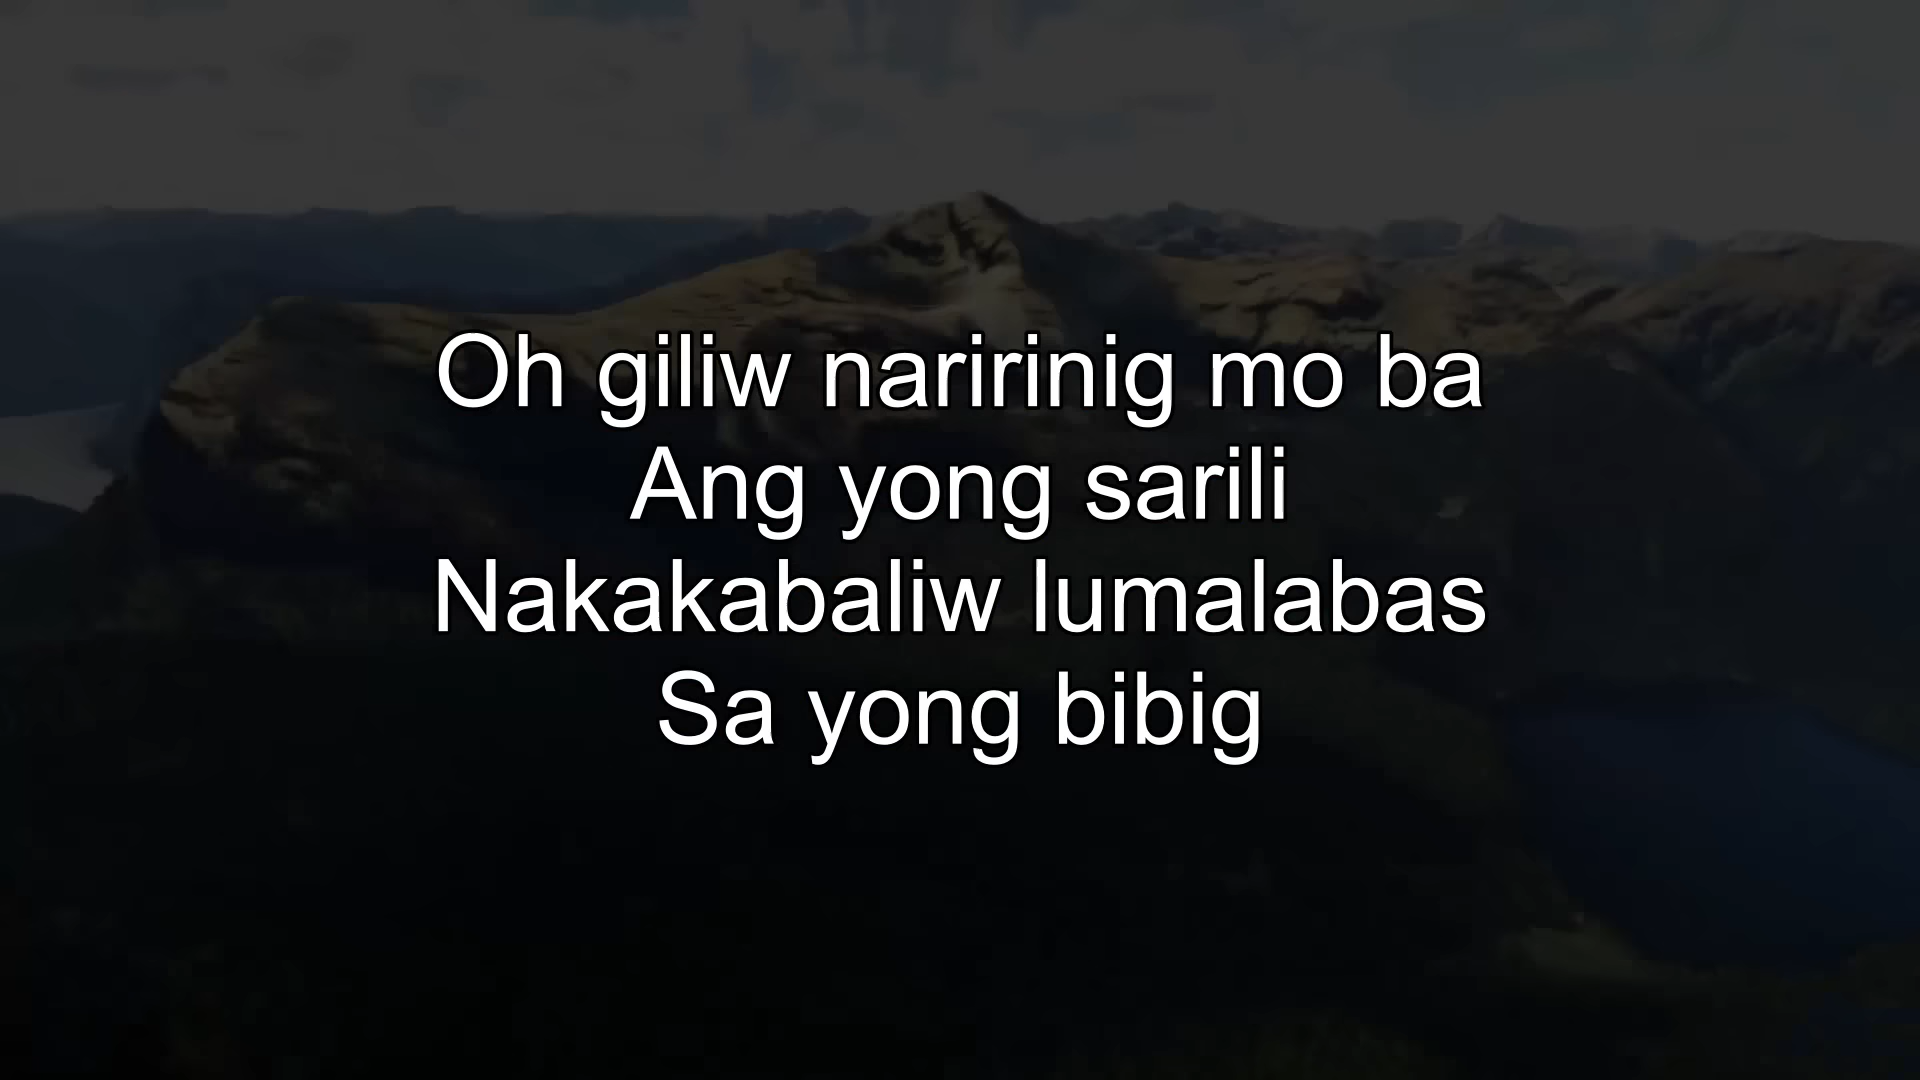 Oh giliw naririnig mo ba
Ang yong sarili
Nakakabaliw lumalabas
Sa yong bibig